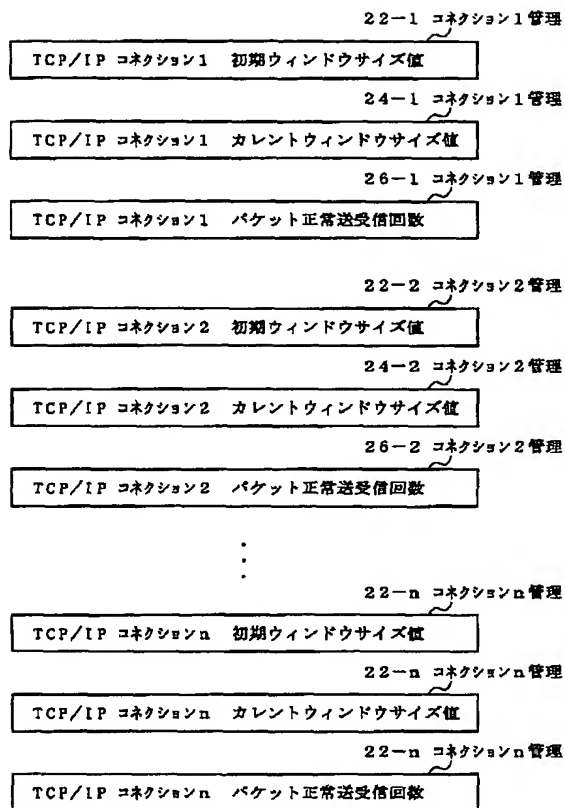 22－1 コネクション1管理
TCP/IP コネクション1 初期ウィンドウサイズ値
24－1 コネクション1管理
TCP/IP コネクション1 カレントウィンドウサイズ値
26－1 コネクション1管理
TCP/IP コネクション1 パケット正常送受信回数
22－2 コネクション2管理
TCP/IP コネクション2 初期ウィンドウサイズ値
24－2 コネクション2管理
TCP/IP コネクション2 カレントウィンドウサイズ値
26－2 コネクション2管理
TCP/IP コネクション2 パケット正常送受信回数
22－n コネクションn管理
TCP/IP コネクションn 初期ウィンドウサイズ値
22－n コネクションn管理
TCP/IP コネクションn カレントウィンドウサイズ値
22－n コネクションn管理
TCP/IP コネクションn パケット正常送受信回数